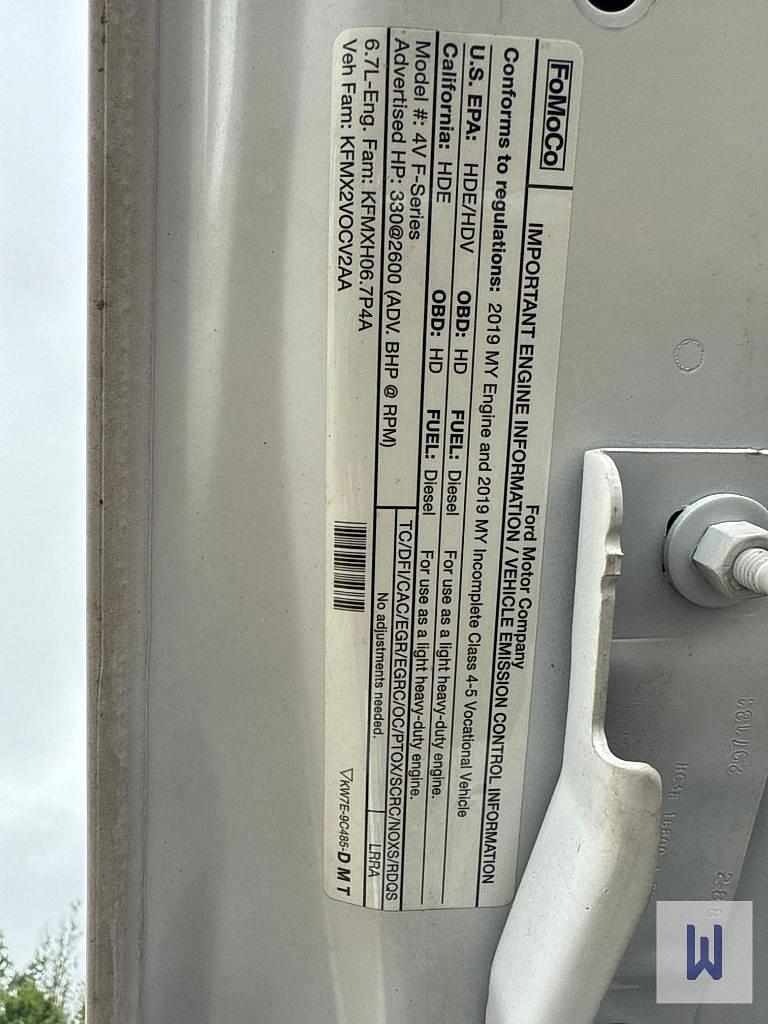 FoMoCo
Ford Motor Company
IMPORTANT ENGINE INFORMATION / VEHICLE EMISSION CONTROL INFORMATION
Conforms to regulations: 2019 MY Engine and 2019 MY Incomplete Class 4-5 Vocational Vehicle
U.S. EPA: HDE/HDV OBD: HD FUEL: Diesel For use as a light heavy-duty engine.
California: HDE OBD: HD FUEL: Diesel For use as a light heavy-duty engine.
Model #: 4V F-Series
Advertised HP: 330@2600 (ADV. BHP @ RPM)
TC/DFI/CAC/EGR/EGRC/OC/PTOX/SCRC/NOXS/RDQS
6.7L-Eng. Fam: KFMXH06.7P4A
No adjustments needed. LRRA
Veh Fam: KFMX2VOCV2AA
KW7E-9C485-DMT
W